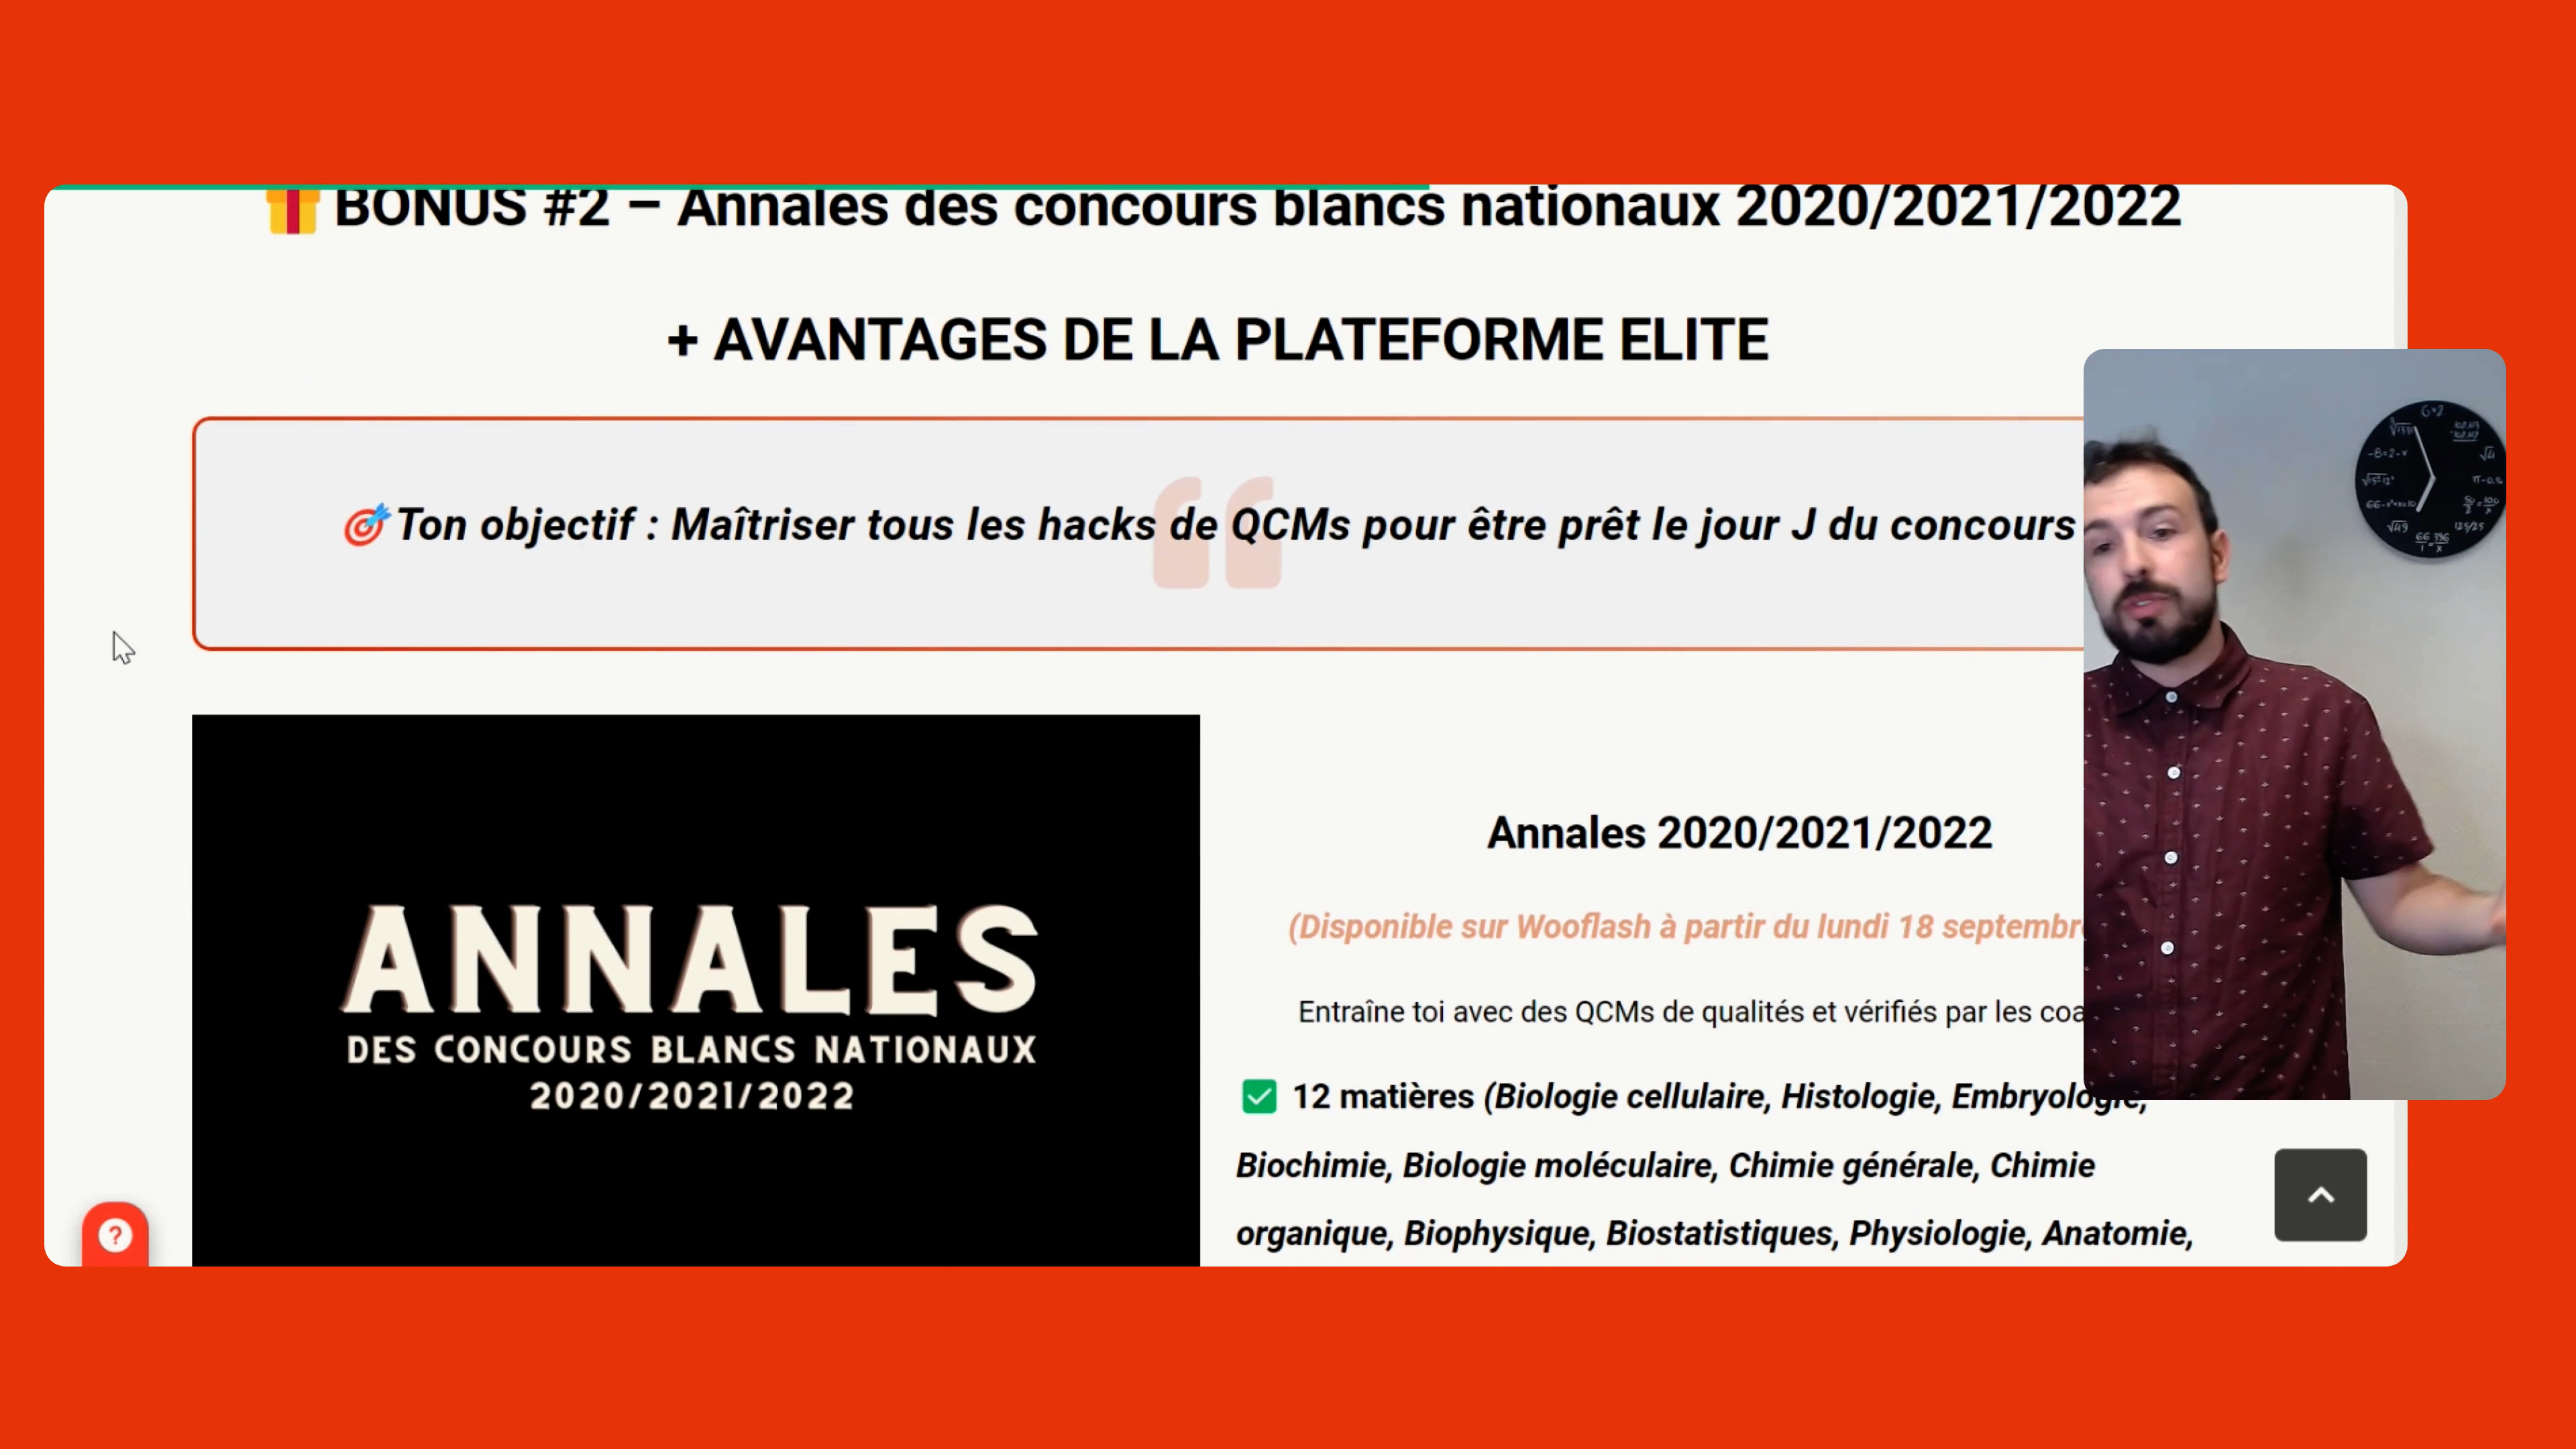 BONUS #2 – Annales des concours blancs nationaux 2020/2021/2022
+ AVANTAGES DE LA PLATEFORME ELITE
Ton objectif : Maîtriser tous les hacks de QCMs pour être prêt le jour J du concours
ANNALES
DES CONCOURS BLANCS NATIONAUX
2020/2021/2022
Annales 2020/2021/2022
(Disponible sur Wooflash à partir du lundi 18 septembre
Entraîne toi avec des QCMs de qualités et vérifiés par les
12 matières (Biologie cellulaire, Histologie, Embryologie,
Biochimie, Biologie moléculaire, Chimie générale, Chimie
organique, Biophysique, Biostatistiques, Physiologie, Anatomie,
?